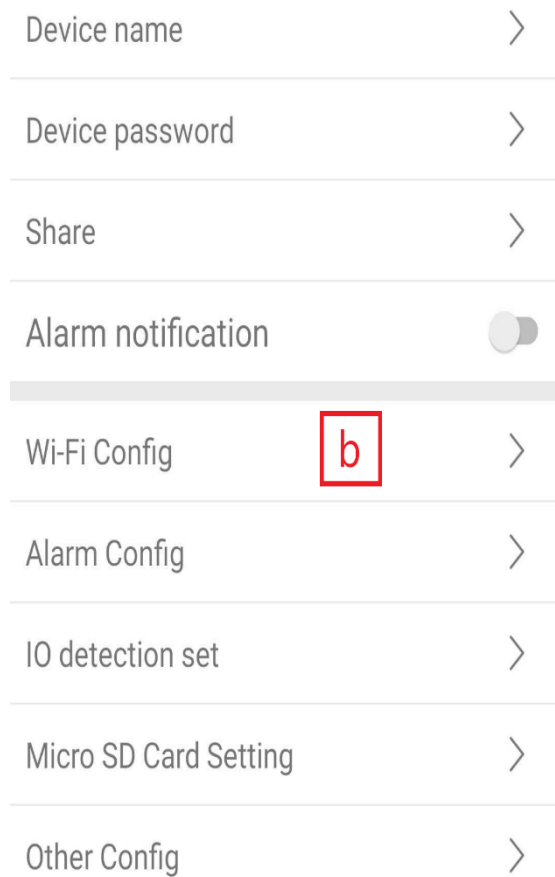 Device name
Device password
Share
Alarm notification
Wi-Fi Config b
Alarm Config
IO detection set
Micro SD Card Setting
Other Config